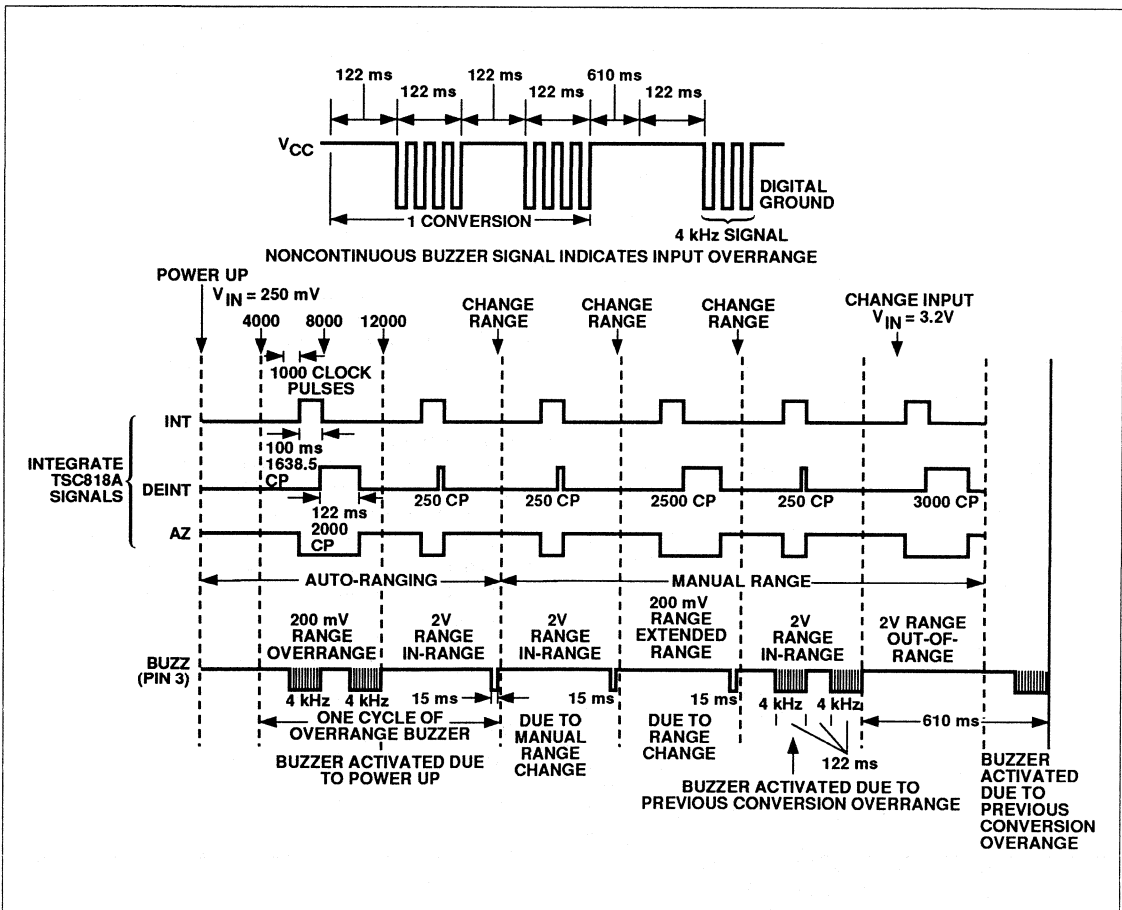 122 ms 122 ms 610 ms
122 ms 122 ms 122 ms
VCC
DIGITAL
GROUND
1 CONVERSION
4 kHz SIGNAL
NONCONTINUOUS BUZZER SIGNAL INDICATES INPUT OVERRANGE
POWER UP
VIN = 250 mV
4000 8000 12000
CHANGE
RANGE
CHANGE
RANGE
CHANGE
RANGE
CHANGE INPUT
VIN = 3.2V
1000 CLOCK
PULSES
INT
100 ms
1638.5
CP
INTEGRATE
TSC818A
SIGNALS
DEINT
250 CP 250 CP 2500 CP 250 CP 3000 CP
122 ms
2000
CP
AZ
AUTO-RANGING MANUAL RANGE
200 mV
RANGE
OVERRANGE
2V
RANGE
IN-RANGE
2V
RANGE
IN-RANGE
200 mV
RANGE
EXTENDED
RANGE
2V
RANGE
IN-RANGE
2V RANGE
OUT-OF-
RANGE
BUZZ
(PIN 3)
4 kHz 4 kHz 15 ms 15 ms 15 ms 4 kHz 4 kHz
ONE CYCLE OF
OVERRANGE BUZZER
BUZZER ACTIVATED DUE
TO POWER UP
DUE TO
MANUAL
RANGE
CHANGE
DUE TO
RANGE
CHANGE
122 ms
BUZZER ACTIVATED DUE TO
PREVIOUS CONVERSION OVERRANGE
610 ms
BUZZER
ACTIVATED
DUE TO
PREVIOUS
CONVERSION
OVERANGE